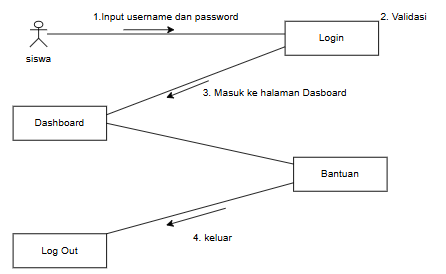 1.Input username dan password
2. Validasi
Login
siswa
3. Masuk ke halaman Dasboard
Dashboard
Bantuan
4. keluar
Log Out